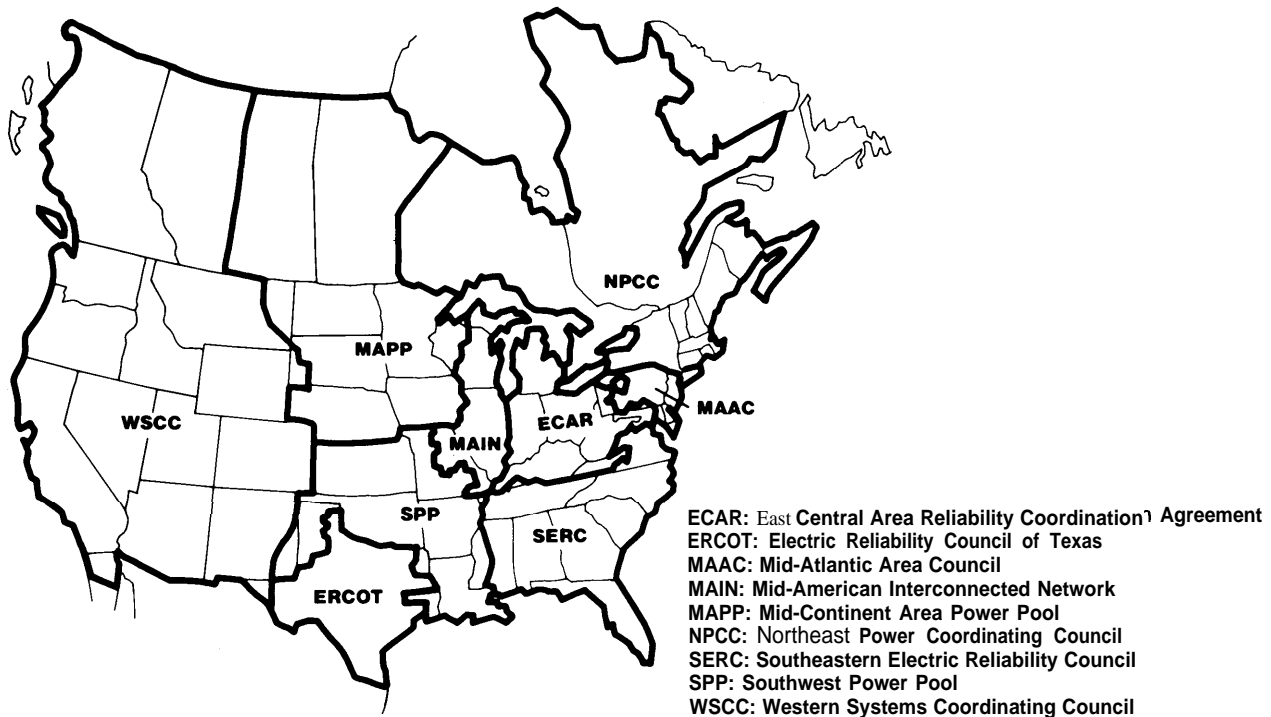 NPCC
MAPP
MAAC
WSCC
ECAR
MAIN
SPP
SERC
ERCOT
ECAR: East Central Area Reliability Coordination Agreement
ERCOT: Electric Reliability Council of Texas
MAAC: Mid-Atlantic Area Council
MAIN: Mid-American Interconnected Network
MAPP: Mid-Continent Area Power Pool
NPCC: Northeast Power Coordinating Council
SERC: Southeastern Electric Reliability Council
SPP: Southwest Power Pool
WSCC: Western Systems Coordinating Council